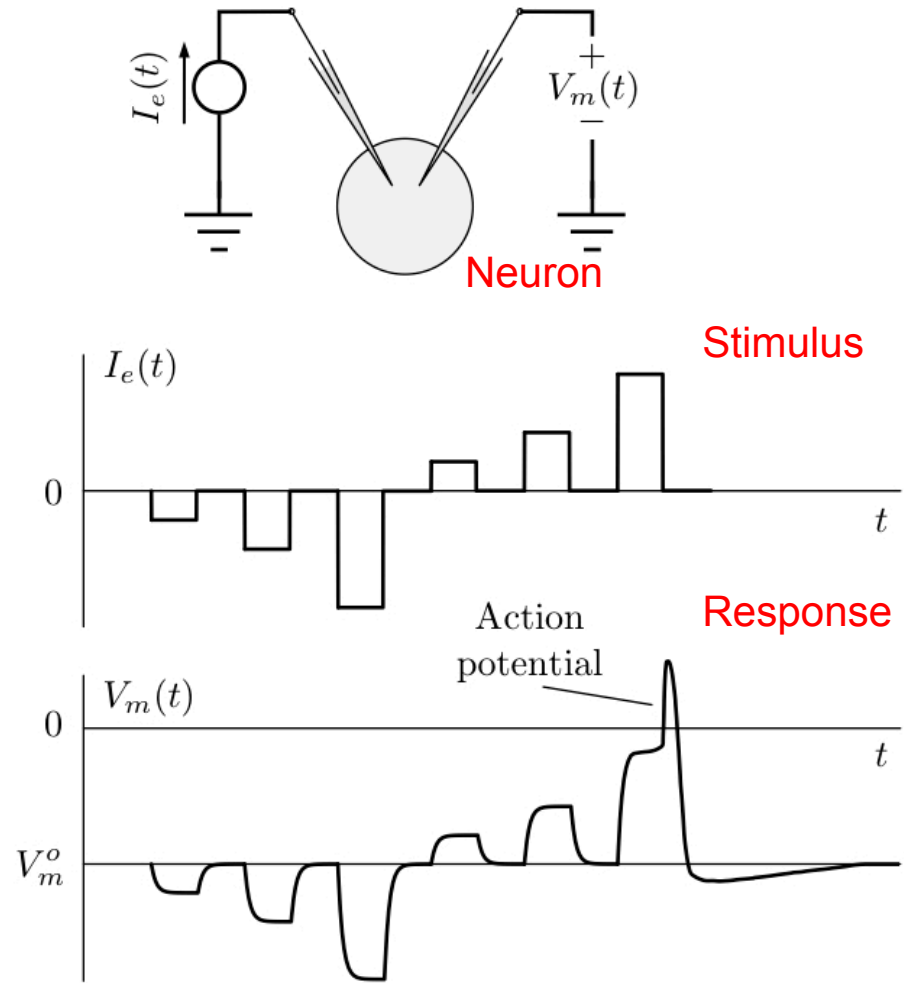 I_e(t)
+
V_m(t)
−
Neuron
Stimulus
I_e(t)
0
t
Response
Action
potential
V_m(t)
0
t
V_m^o